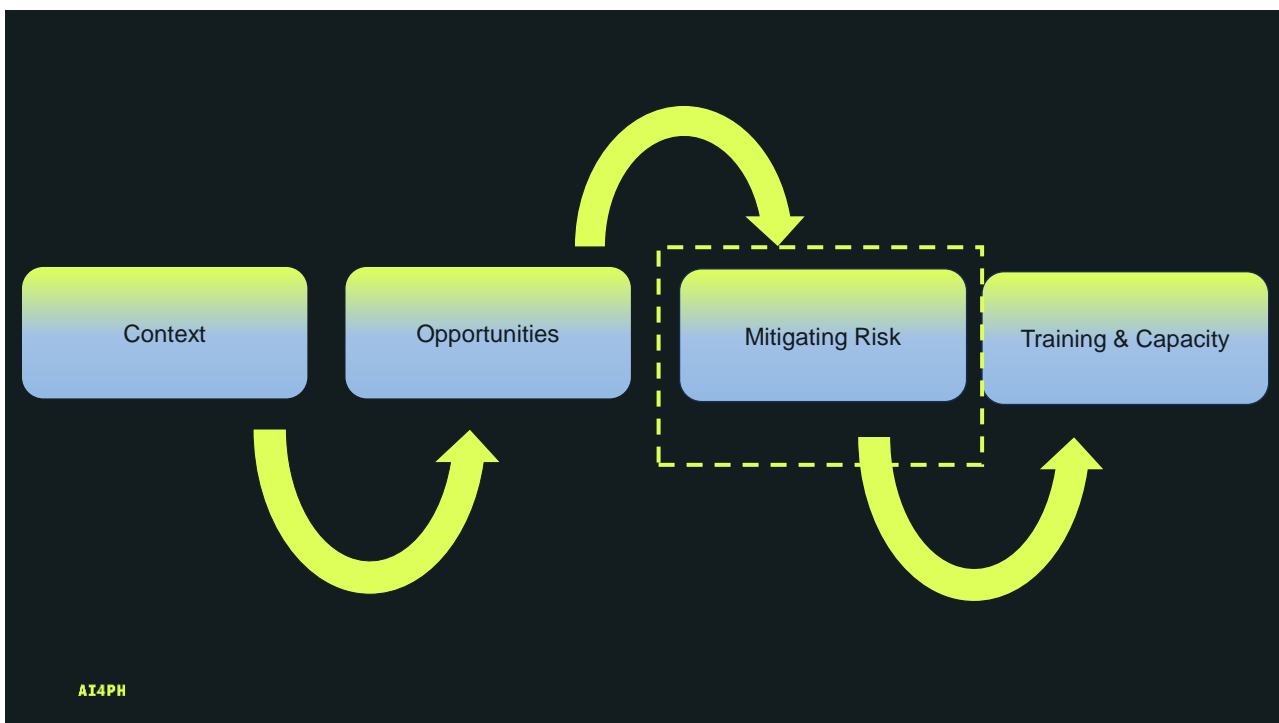 Context
Opportunities
Mitigating Risk
Training & Capacity
AI4PH